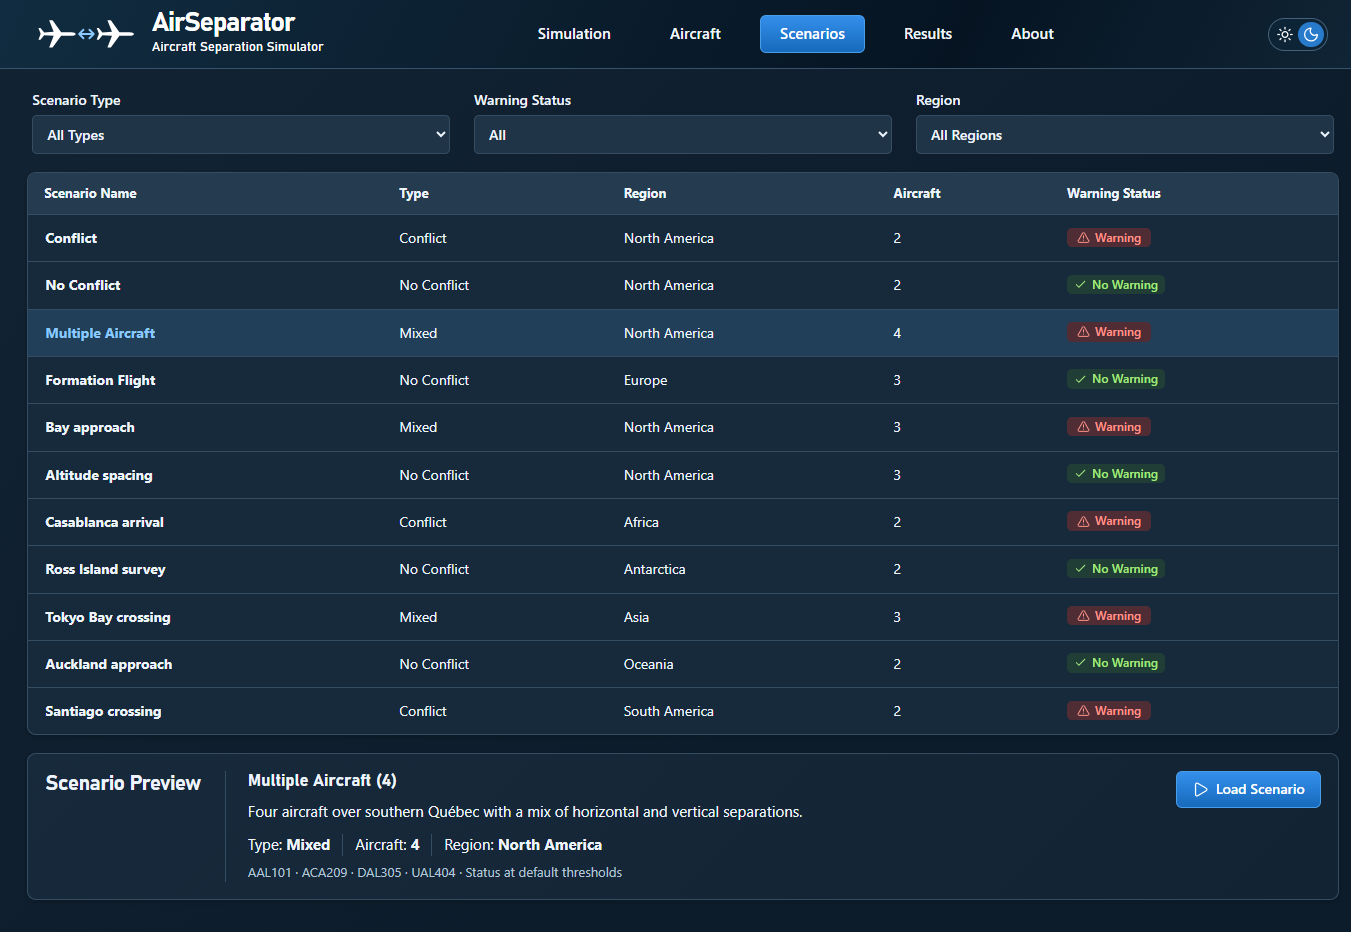 AirSeparator
Aircraft Separation Simulator
Simulation Aircraft Scenarios Results About
Scenario Type Warning Status Region
All Types All All Regions
Scenario Name Type Region Aircraft Warning Status
Conflict Conflict North America 2 Warning
No Conflict No Conflict North America 2 No Warning
Multiple Aircraft Mixed North America 4 Warning
Formation Flight No Conflict Europe 3 No Warning
Bay approach Mixed North America 3 Warning
Altitude spacing No Conflict North America 3 No Warning
Casablanca arrival Conflict Africa 2 Warning
Ross Island survey No Conflict Antarctica 2 No Warning
Tokyo Bay crossing Mixed Asia 3 Warning
Auckland approach No Conflict Oceania 2 No Warning
Santiago crossing Conflict South America 2 Warning
Scenario Preview
Multiple Aircraft (4)
Four aircraft over southern Québec with a mix of horizontal and vertical separations.
Type: Mixed Aircraft: 4 Region: North America
AAL101 · ACA209 · DAL305 · UAL404 · Status at default thresholds
Load Scenario